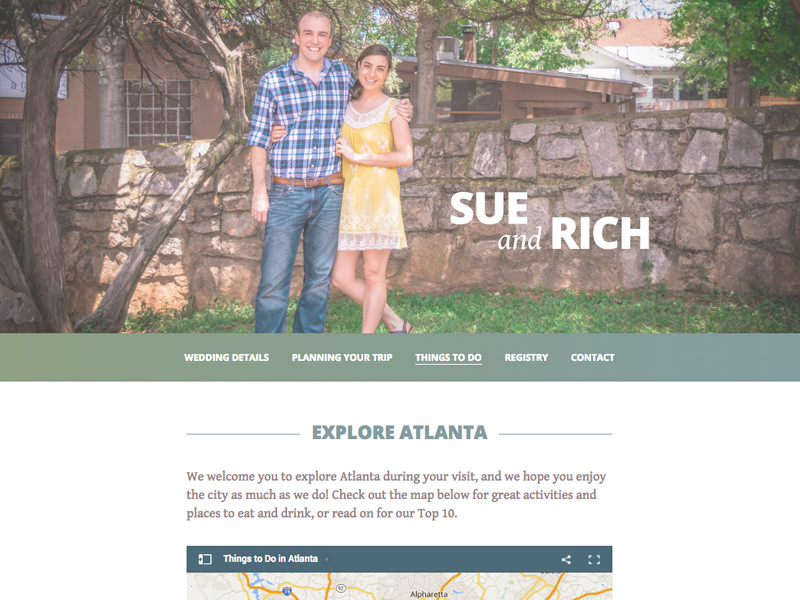 SUE
and RICH
WEDDING DETAILS PLANNING YOUR TRIP THINGS TO DO REGISTRY CONTACT
EXPLORE ATLANTA
We welcome you to explore Atlanta during your visit, and we hope you enjoy
the city as much as we do! Check out the map below for great activities and
places to eat and drink, or read on for our Top 10.
Things to Do in Atlanta
92
Alpharetta